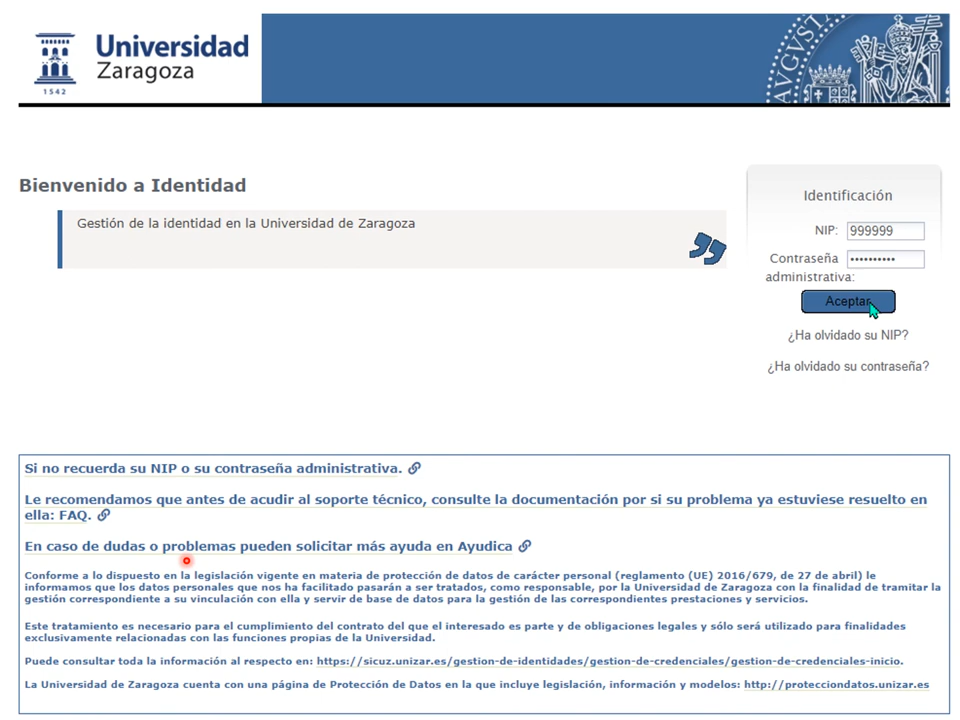 Universidad
Zaragoza
1542
AVGVST
Bienvenido a Identidad
Gestión de la identidad en la Universidad de Zaragoza
Identificación
NIP: 999999
Contraseña ••••••••••
administrativa:
Aceptar
¿Ha olvidado su NIP?
¿Ha olvidado su contraseña?
Si no recuerda su NIP o su contraseña administrativa.
Le recomendamos que antes de acudir al soporte técnico, consulte la documentación por si su problema ya estuviese resuelto en
ella: FAQ.
En caso de dudas o problemas pueden solicitar más ayuda en Ayudica
Conforme a lo dispuesto en la legislación vigente en materia de protección de datos de carácter personal (reglamento (UE) 2016/679, de 27 de abril) le
informamos que los datos personales que nos ha facilitado pasarán a ser tratados, como responsable, por la Universidad de Zaragoza con la finalidad de tramitar la
gestión correspondiente a su vinculación con ella y servir de base de datos para la gestión de las correspondientes prestaciones y servicios.
Este tratamiento es necesario para el cumplimiento del contrato del que el interesado es parte y de obligaciones legales y sólo será utilizado para finalidades
exclusivamente relacionadas con las funciones propias de la Universidad.
Puede consultar toda la información al respecto en: https://sicuz.unizar.es/gestion-de-identidades/gestion-de-credenciales/gestion-de-credenciales-inicio.
La Universidad de Zaragoza cuenta con una página de Protección de Datos en la que incluye legislación, información y modelos: http://protecciondatos.unizar.es